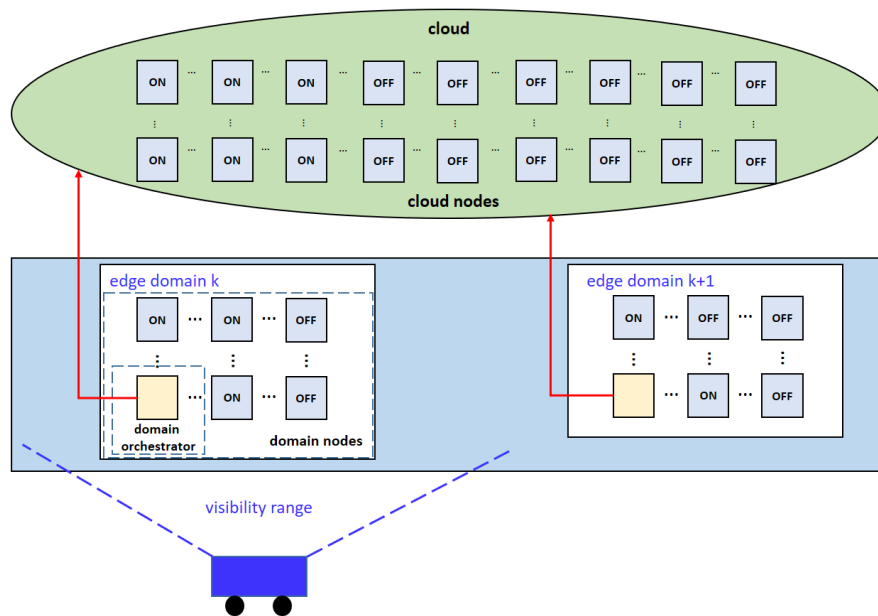 cloud
ON ... ON ... ON ... OFF ... OFF ... OFF ... OFF ... OFF ... OFF
⋮ ⋮ ⋮ ⋮ ⋮ ⋮ ⋮ ⋮ ⋮
ON ... ON ... ON ... OFF ... OFF ... OFF ... OFF ... OFF ... OFF
cloud nodes
edge domain k
ON ... ON ... OFF
⋮ ⋮ ⋮
... ON ... OFF
domain
orchestrator
domain nodes
edge domain k+1
ON ... OFF ... OFF
⋮ ⋮ ⋮
... ON ... OFF
visibility range